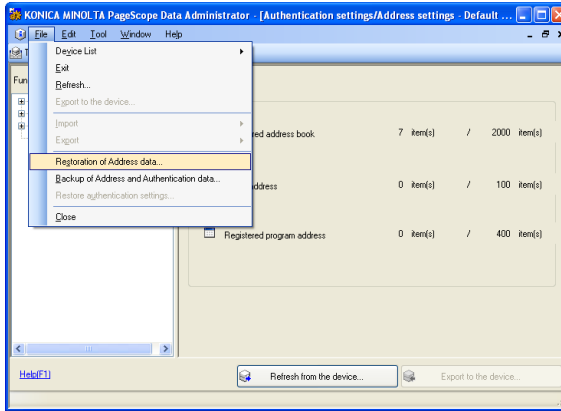 KONICA MINOLTA PageScope Data Administrator - [Authentication settings/Address settings - Default ...
File Edit Tool Window Help
Device List
Exit
Refresh...
Export to the device...
Import
Export
Restoration of Address data...
Backup of Address and Authentication data...
Restore authentication settings...
Close
Fun
red address book 7 item(s) / 2000 item(s)
address 0 item(s) / 100 item(s)
Registered program address 0 item(s) / 400 item(s)
Help(F1)
Refresh from the device...
Export to the device...